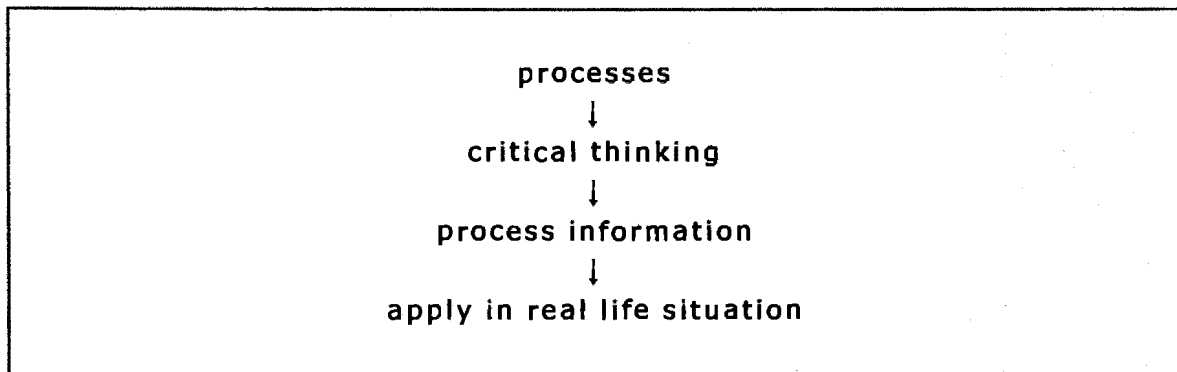 processes
↓
critical thinking
↓
process information
↓
apply in real life situation